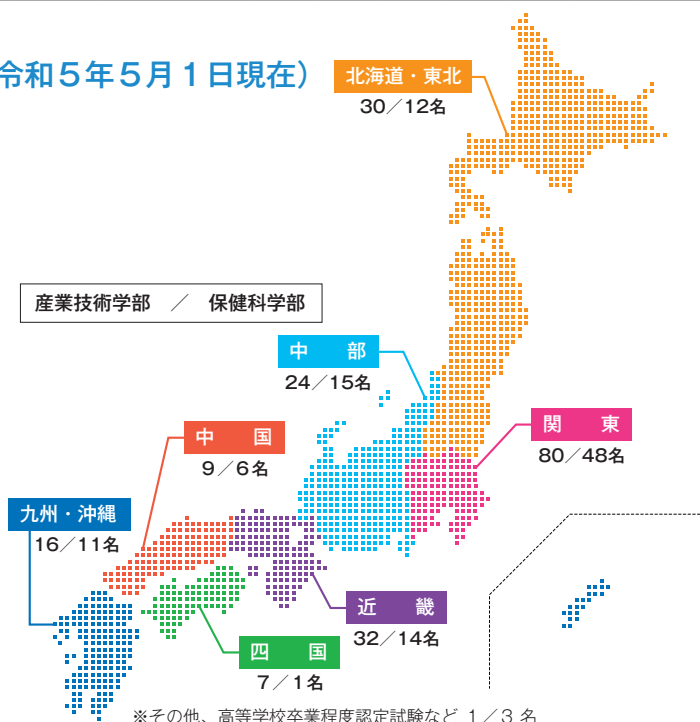 令和5年5月1日現在）
北海道・東北
30／12名
産業技術学部　／　保健科学部
中　部
24／15名
関　東
80／48名
中　国
9／6名
九州・沖縄
16／11名
近　畿
32／14名
四　国
7／1名
※その他、高等学校卒業程度認定試験など 1／3 名